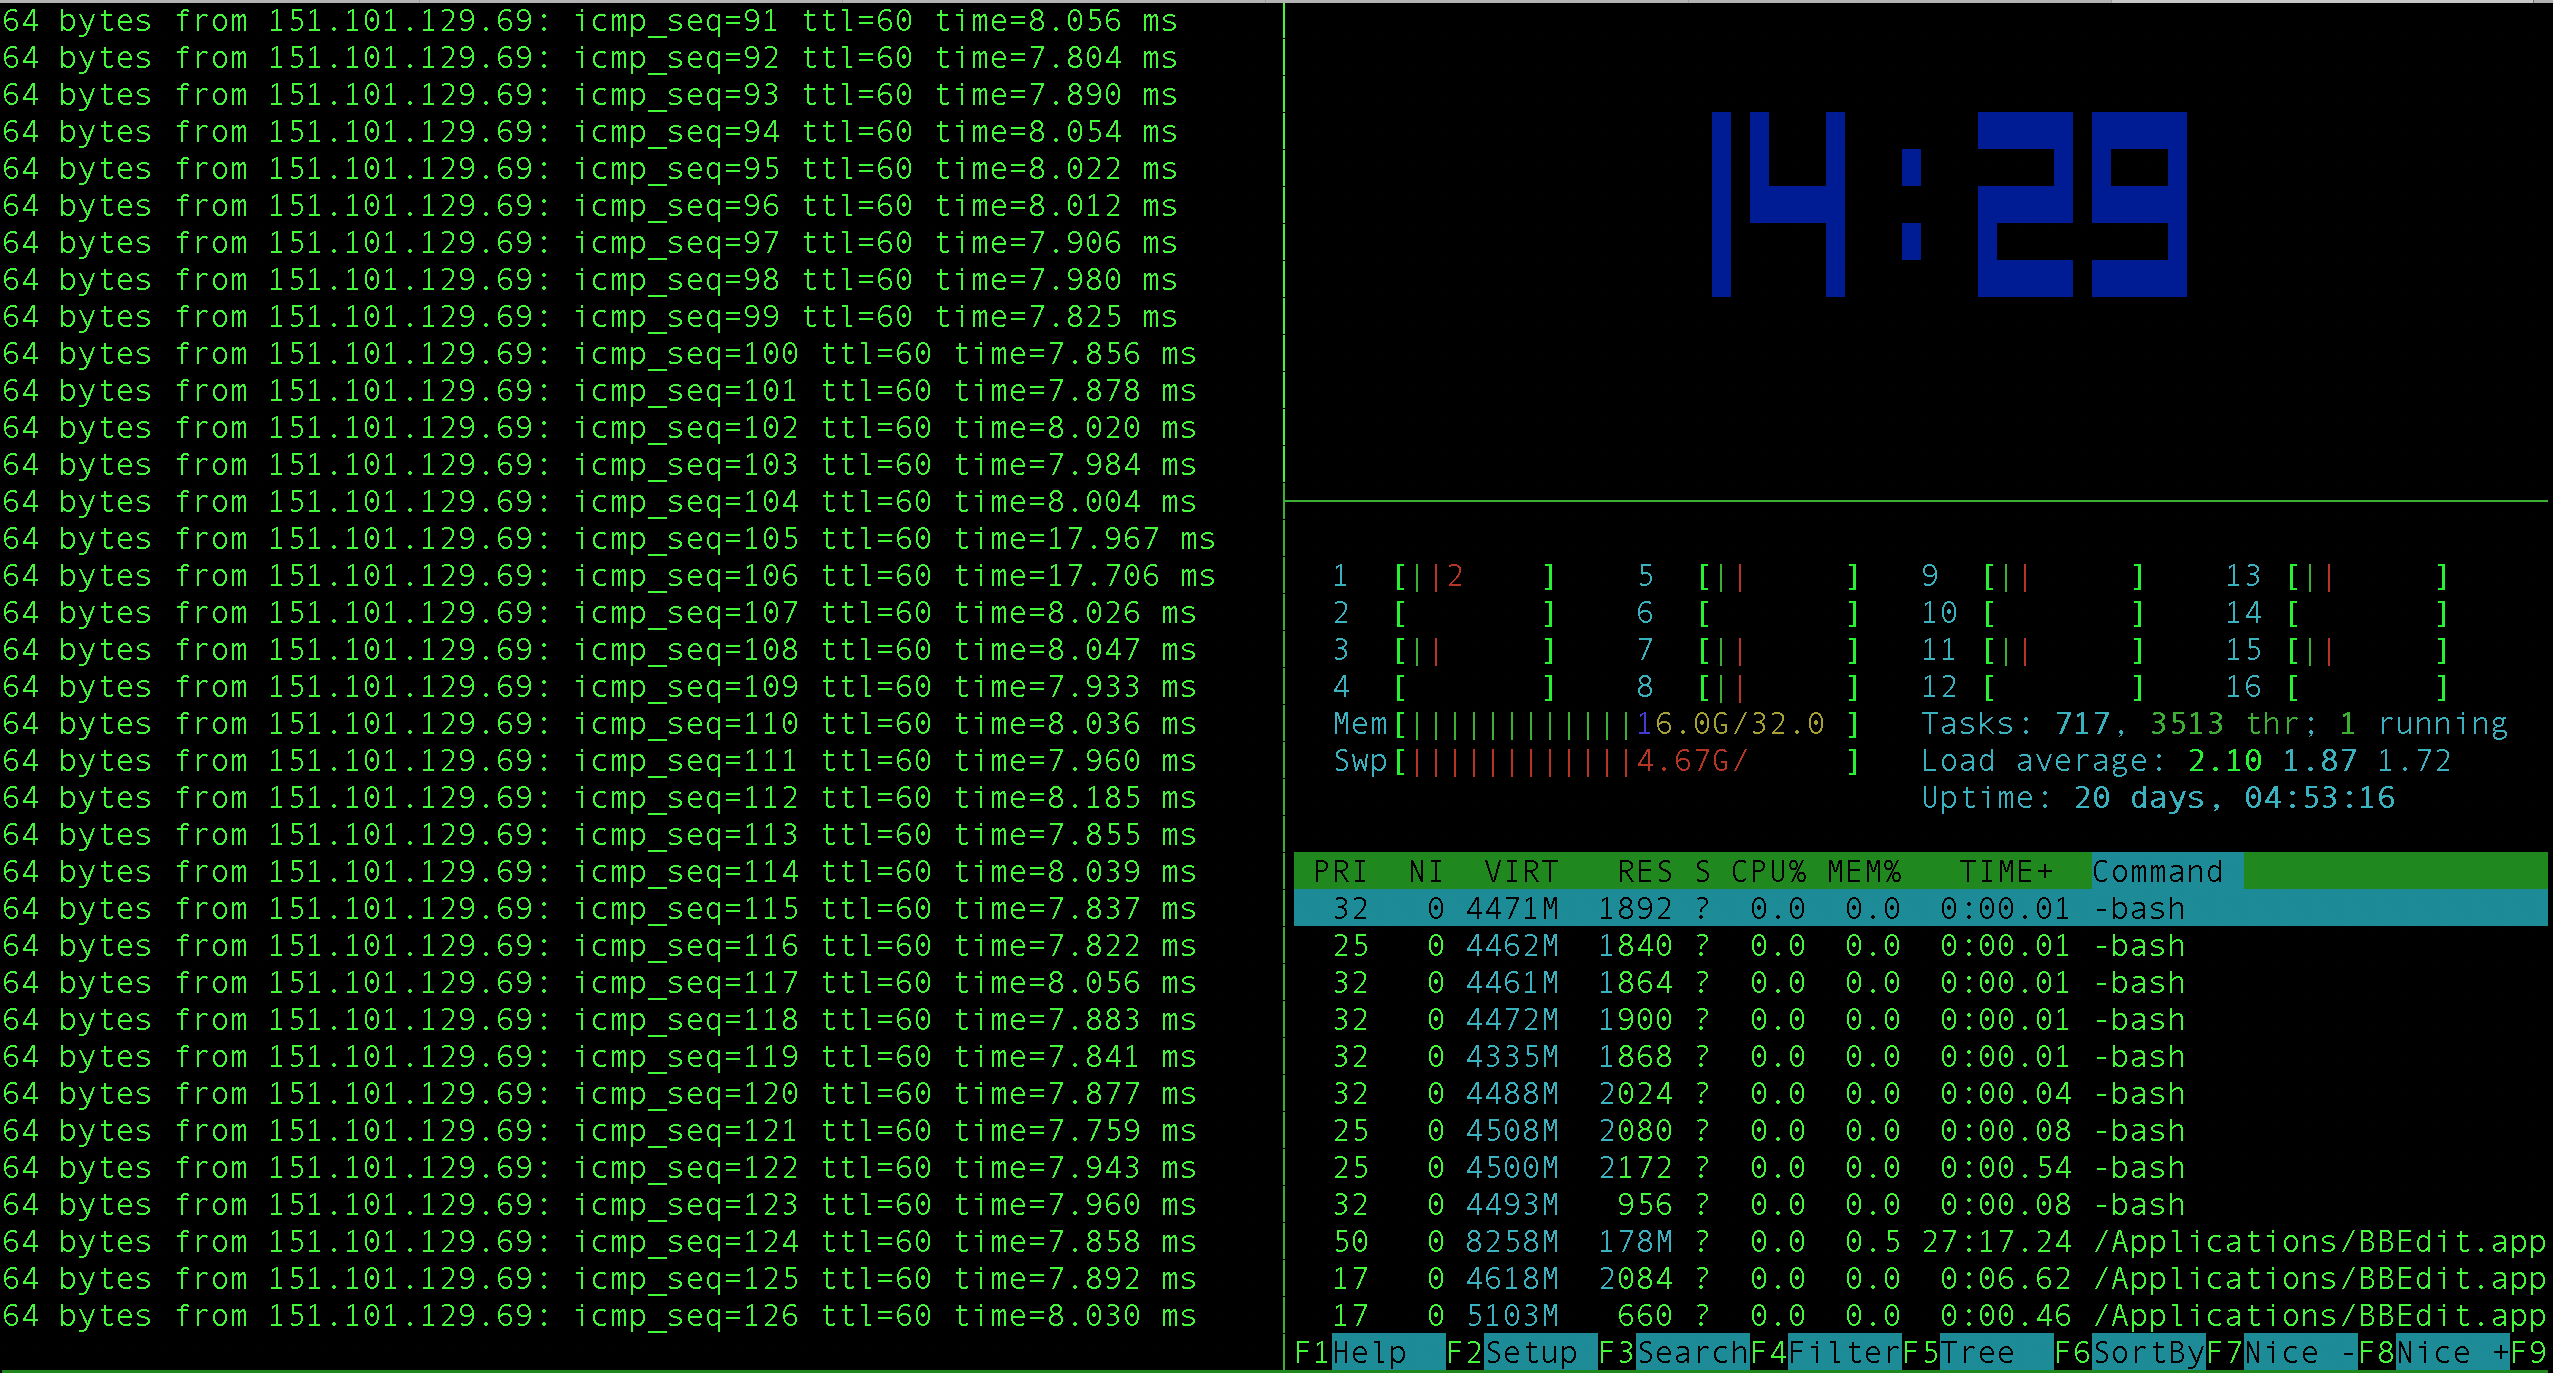 64 bytes from 151.101.129.69: icmp_seq=91 ttl=60 time=8.056 ms
64 bytes from 151.101.129.69: icmp_seq=92 ttl=60 time=7.804 ms
64 bytes from 151.101.129.69: icmp_seq=93 ttl=60 time=7.890 ms
64 bytes from 151.101.129.69: icmp_seq=94 ttl=60 time=8.054 ms
64 bytes from 151.101.129.69: icmp_seq=95 ttl=60 time=8.022 ms
64 bytes from 151.101.129.69: icmp_seq=96 ttl=60 time=8.012 ms
64 bytes from 151.101.129.69: icmp_seq=97 ttl=60 time=7.906 ms
64 bytes from 151.101.129.69: icmp_seq=98 ttl=60 time=7.980 ms
64 bytes from 151.101.129.69: icmp_seq=99 ttl=60 time=7.825 ms
64 bytes from 151.101.129.69: icmp_seq=100 ttl=60 time=7.856 ms
64 bytes from 151.101.129.69: icmp_seq=101 ttl=60 time=7.878 ms
64 bytes from 151.101.129.69: icmp_seq=102 ttl=60 time=8.020 ms
64 bytes from 151.101.129.69: icmp_seq=103 ttl=60 time=7.984 ms
64 bytes from 151.101.129.69: icmp_seq=104 ttl=60 time=8.004 ms
64 bytes from 151.101.129.69: icmp_seq=105 ttl=60 time=17.967 ms
64 bytes from 151.101.129.69: icmp_seq=106 ttl=60 time=17.706 ms
64 bytes from 151.101.129.69: icmp_seq=107 ttl=60 time=8.026 ms
64 bytes from 151.101.129.69: icmp_seq=108 ttl=60 time=8.047 ms
64 bytes from 151.101.129.69: icmp_seq=109 ttl=60 time=7.933 ms
64 bytes from 151.101.129.69: icmp_seq=110 ttl=60 time=8.036 ms
64 bytes from 151.101.129.69: icmp_seq=111 ttl=60 time=7.960 ms
64 bytes from 151.101.129.69: icmp_seq=112 ttl=60 time=8.185 ms
64 bytes from 151.101.129.69: icmp_seq=113 ttl=60 time=7.855 ms
64 bytes from 151.101.129.69: icmp_seq=114 ttl=60 time=8.039 ms
64 bytes from 151.101.129.69: icmp_seq=115 ttl=60 time=7.837 ms
64 bytes from 151.101.129.69: icmp_seq=116 ttl=60 time=7.822 ms
64 bytes from 151.101.129.69: icmp_seq=117 ttl=60 time=8.056 ms
64 bytes from 151.101.129.69: icmp_seq=118 ttl=60 time=7.883 ms
64 bytes from 151.101.129.69: icmp_seq=119 ttl=60 time=7.841 ms
64 bytes from 151.101.129.69: icmp_seq=120 ttl=60 time=7.877 ms
64 bytes from 151.101.129.69: icmp_seq=121 ttl=60 time=7.759 ms
64 bytes from 151.101.129.69: icmp_seq=122 ttl=60 time=7.943 ms
64 bytes from 151.101.129.69: icmp_seq=123 ttl=60 time=7.960 ms
64 bytes from 151.101.129.69: icmp_seq=124 ttl=60 time=7.858 ms
64 bytes from 151.101.129.69: icmp_seq=125 ttl=60 time=7.892 ms
64 bytes from 151.101.129.69: icmp_seq=126 ttl=60 time=8.030 ms
14:29
1 [||2 ] 5 [|| ] 9 [|| ] 13 [|| ]
2 [ ] 6 [ ] 10 [ ] 14 [ ]
3 [|| ] 7 [|| ] 11 [|| ] 15 [|| ]
4 [ ] 8 [|| ] 12 [ ] 16 [ ]
Mem[||||||||||||16.0G/32.0 ] Tasks: 717, 3513 thr; 1 running
Swp[||||||||||||4.67G/ ] Load average: 2.10 1.87 1.72
Uptime: 20 days, 04:53:16
PRI NI VIRT RES S CPU% MEM% TIME+ Command
32 0 4471M 1892 ? 0.0 0.0 0:00.01 -bash
25 0 4462M 1840 ? 0.0 0.0 0:00.01 -bash
32 0 4461M 1864 ? 0.0 0.0 0:00.01 -bash
32 0 4472M 1900 ? 0.0 0.0 0:00.01 -bash
32 0 4335M 1868 ? 0.0 0.0 0:00.01 -bash
32 0 4488M 2024 ? 0.0 0.0 0:00.04 -bash
25 0 4508M 2080 ? 0.0 0.0 0:00.08 -bash
25 0 4500M 2172 ? 0.0 0.0 0:00.54 -bash
32 0 4493M 956 ? 0.0 0.0 0:00.08 -bash
50 0 8258M 178M ? 0.0 0.5 27:17.24 /Applications/BBEdit.app
17 0 4618M 2084 ? 0.0 0.0 0:06.62 /Applications/BBEdit.app
17 0 5103M 660 ? 0.0 0.0 0:00.46 /Applications/BBEdit.app
F1Help F2Setup F3SearchF4FilterF5Tree F6SortByF7Nice -F8Nice +F9